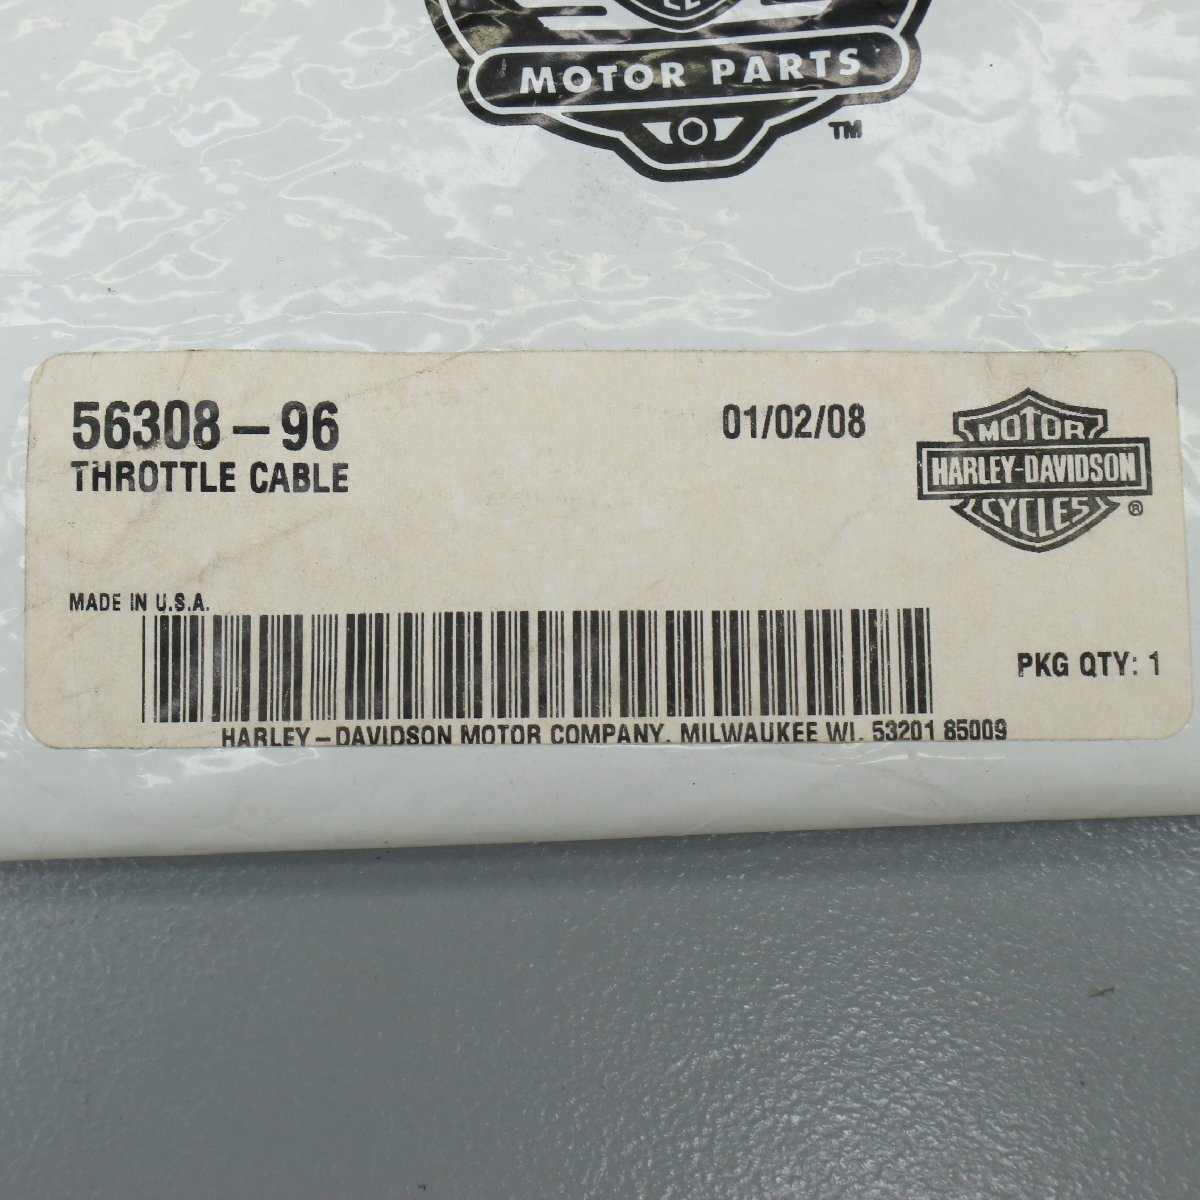 MOTOR PARTS
TM
56308-96
01/02/08
THROTTLE CABLE
MOTOR
HARLEY-DAVIDSON
CYCLES
®
MADE IN U.S.A.
PKG QTY: 1
HARLEY-DAVIDSON MOTOR COMPANY, MILWAUKEE WI. 53201 85009